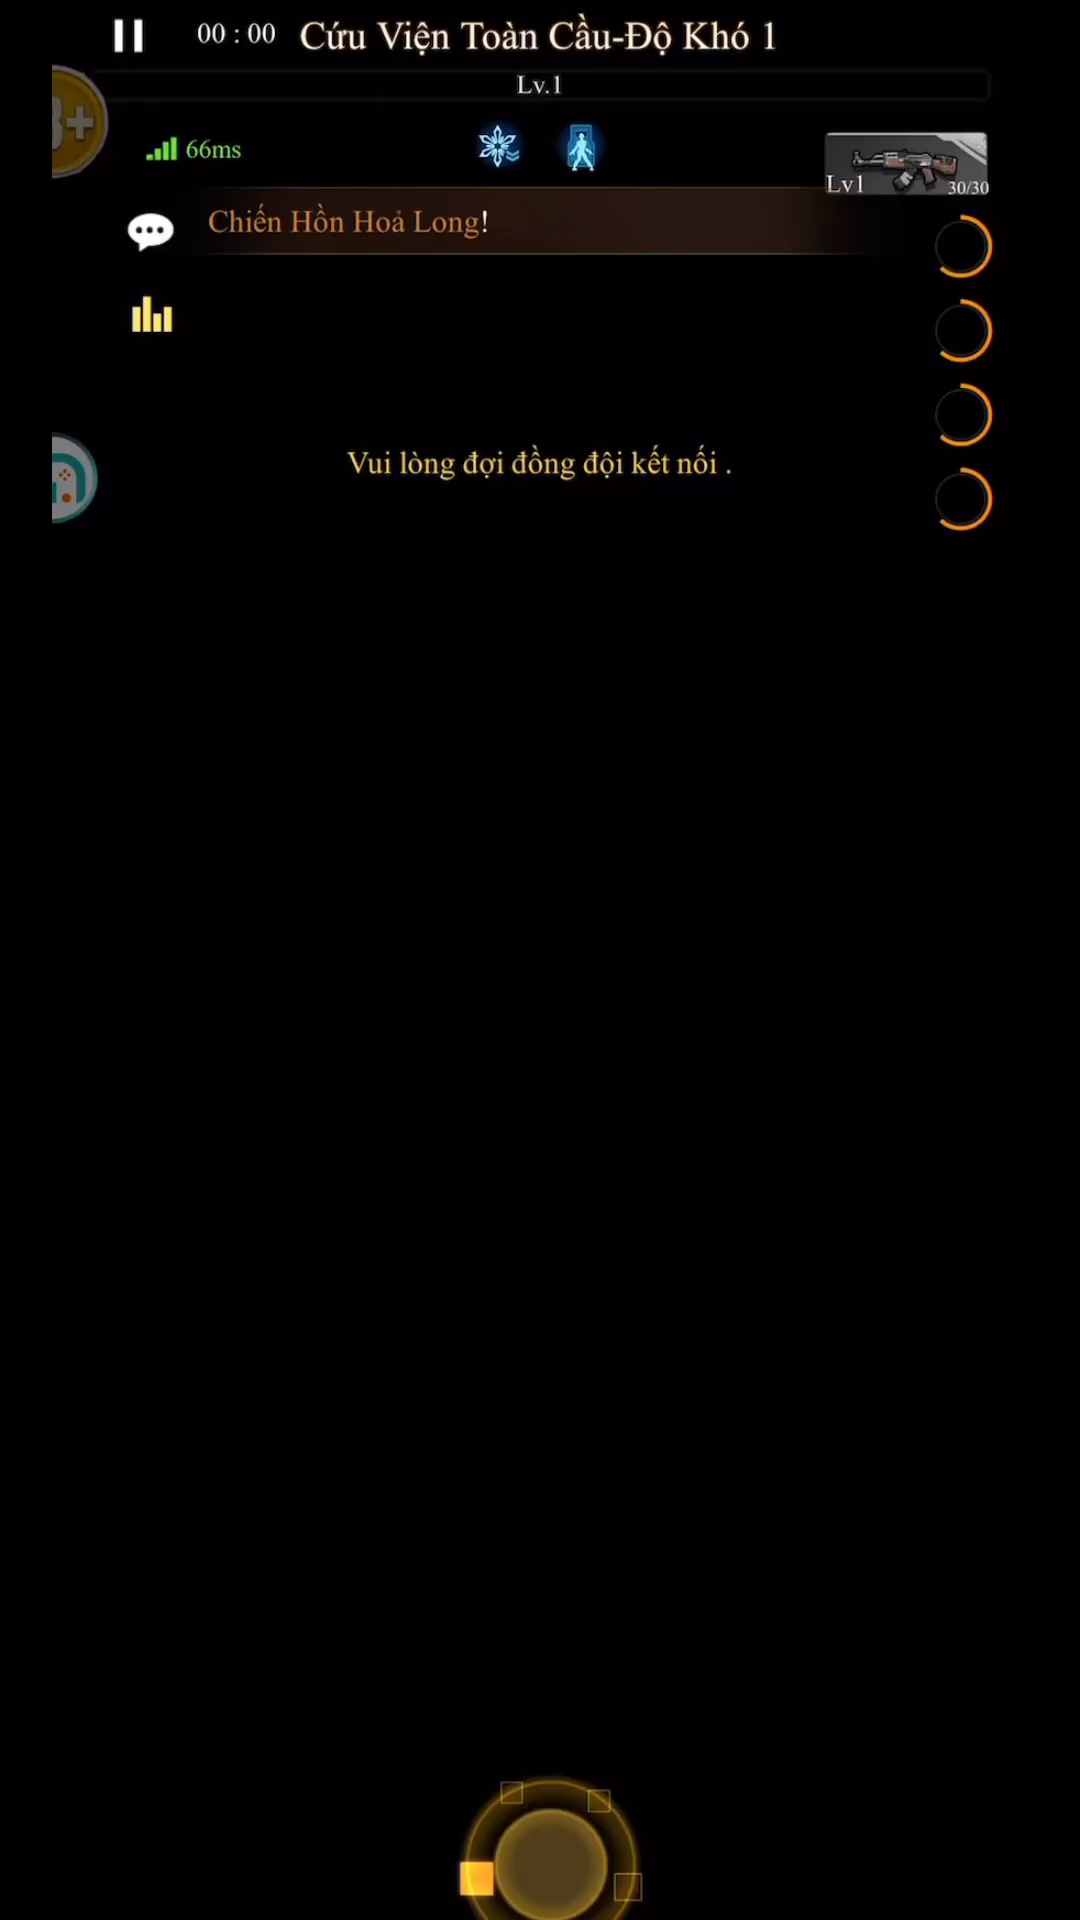 00 : 00 Cứu Viện Toàn Cầu-Độ Khó 1
Lv.1
66ms
Lv1 30/30
Chiến Hồn Hoả Long!
Vui lòng đợi đồng đội kết nối .